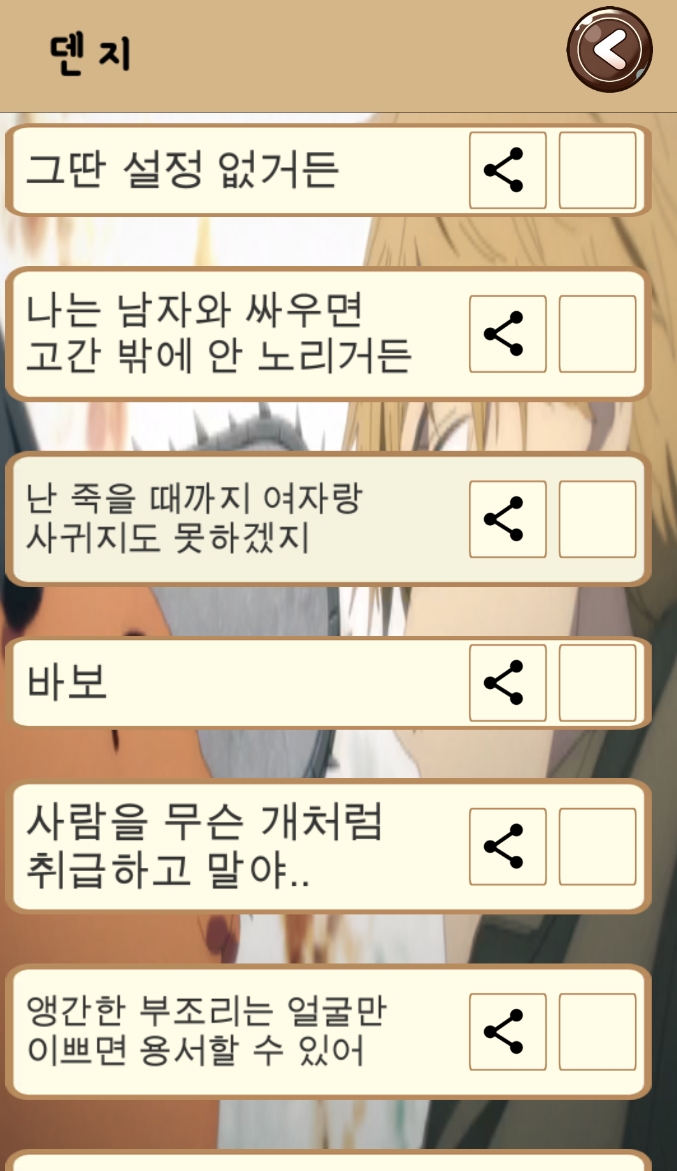 덴 지
그딴 설정 없거든
나는 남자와 싸우면
고간 밖에 안 노리거든
난 죽을 때까지 여자랑
사귀지도 못하겠지
바보
사람을 무슨 개처럼
취급하고 말야..
앵간한 부조리는 얼굴만
이쁘면 용서할 수 있어